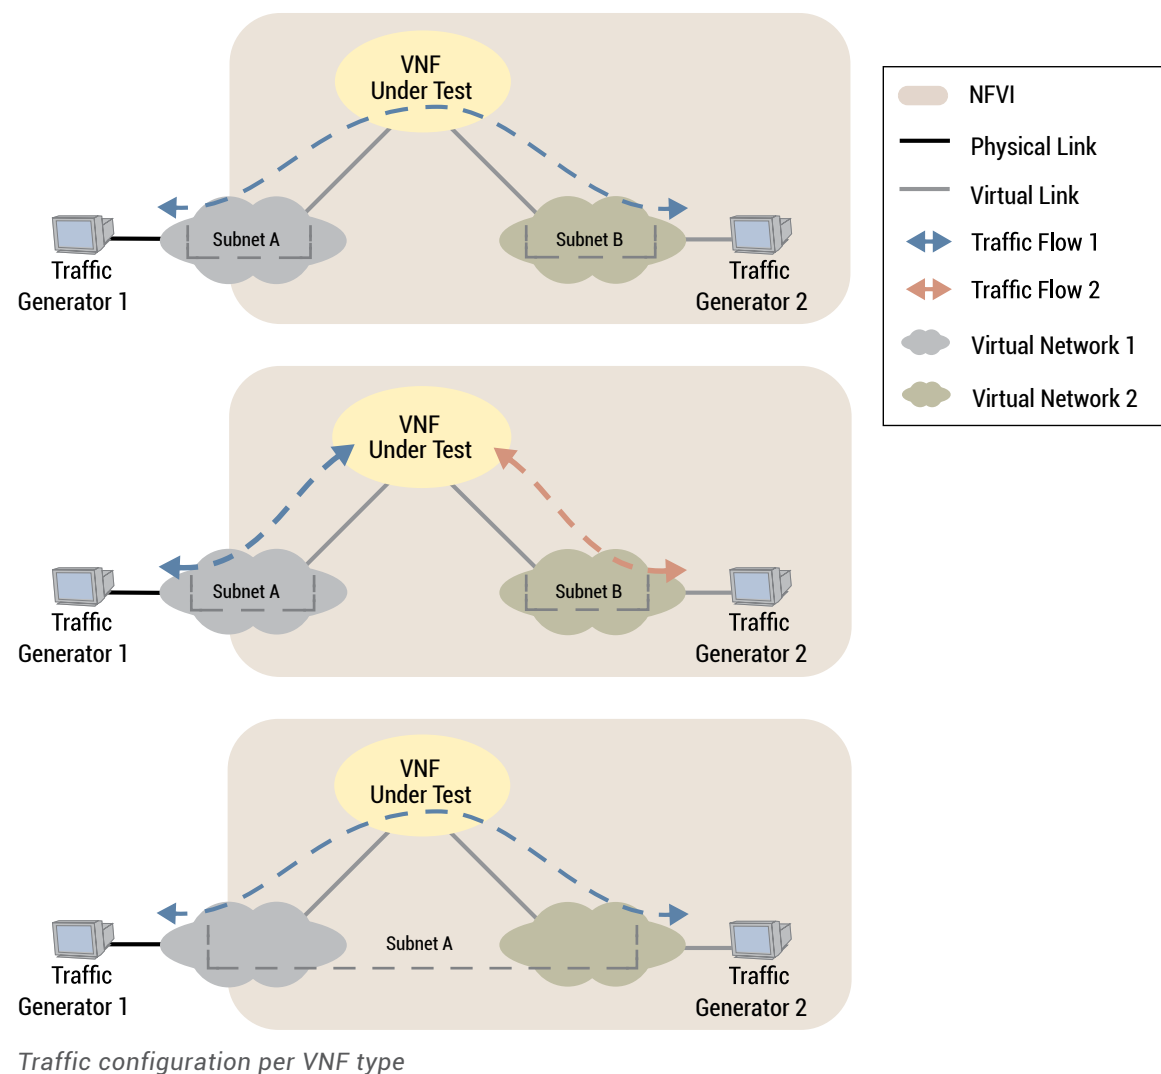 VNF
Under Test
Subnet A
Subnet B
Traffic
Generator 1
Traffic
Generator 2
NFVI
Physical Link
Virtual Link
Traffic Flow 1
Traffic Flow 2
Virtual Network 1
Virtual Network 2
VNF
Under Test
Subnet A
Subnet B
Traffic
Generator 1
Traffic
Generator 2
VNF
Under Test
Subnet A
Traffic
Generator 1
Traffic
Generator 2
Traffic configuration per VNF type